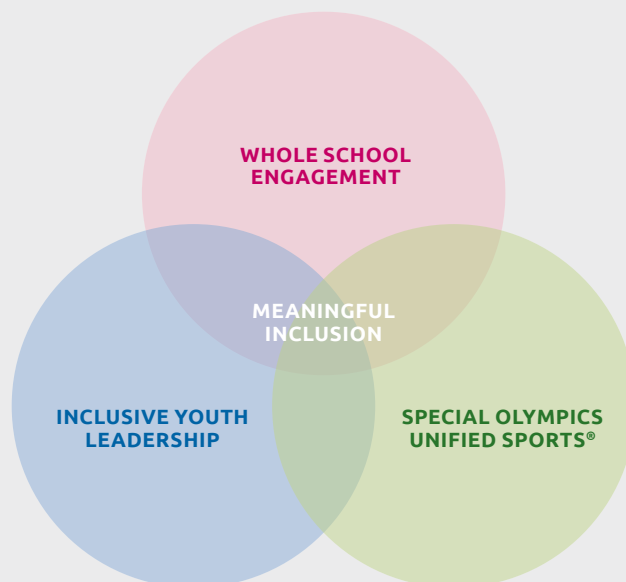 WHOLE SCHOOL
ENGAGEMENT
MEANINGFUL
INCLUSION
INCLUSIVE YOUTH
LEADERSHIP
SPECIAL OLYMPICS
UNIFIED SPORTS®